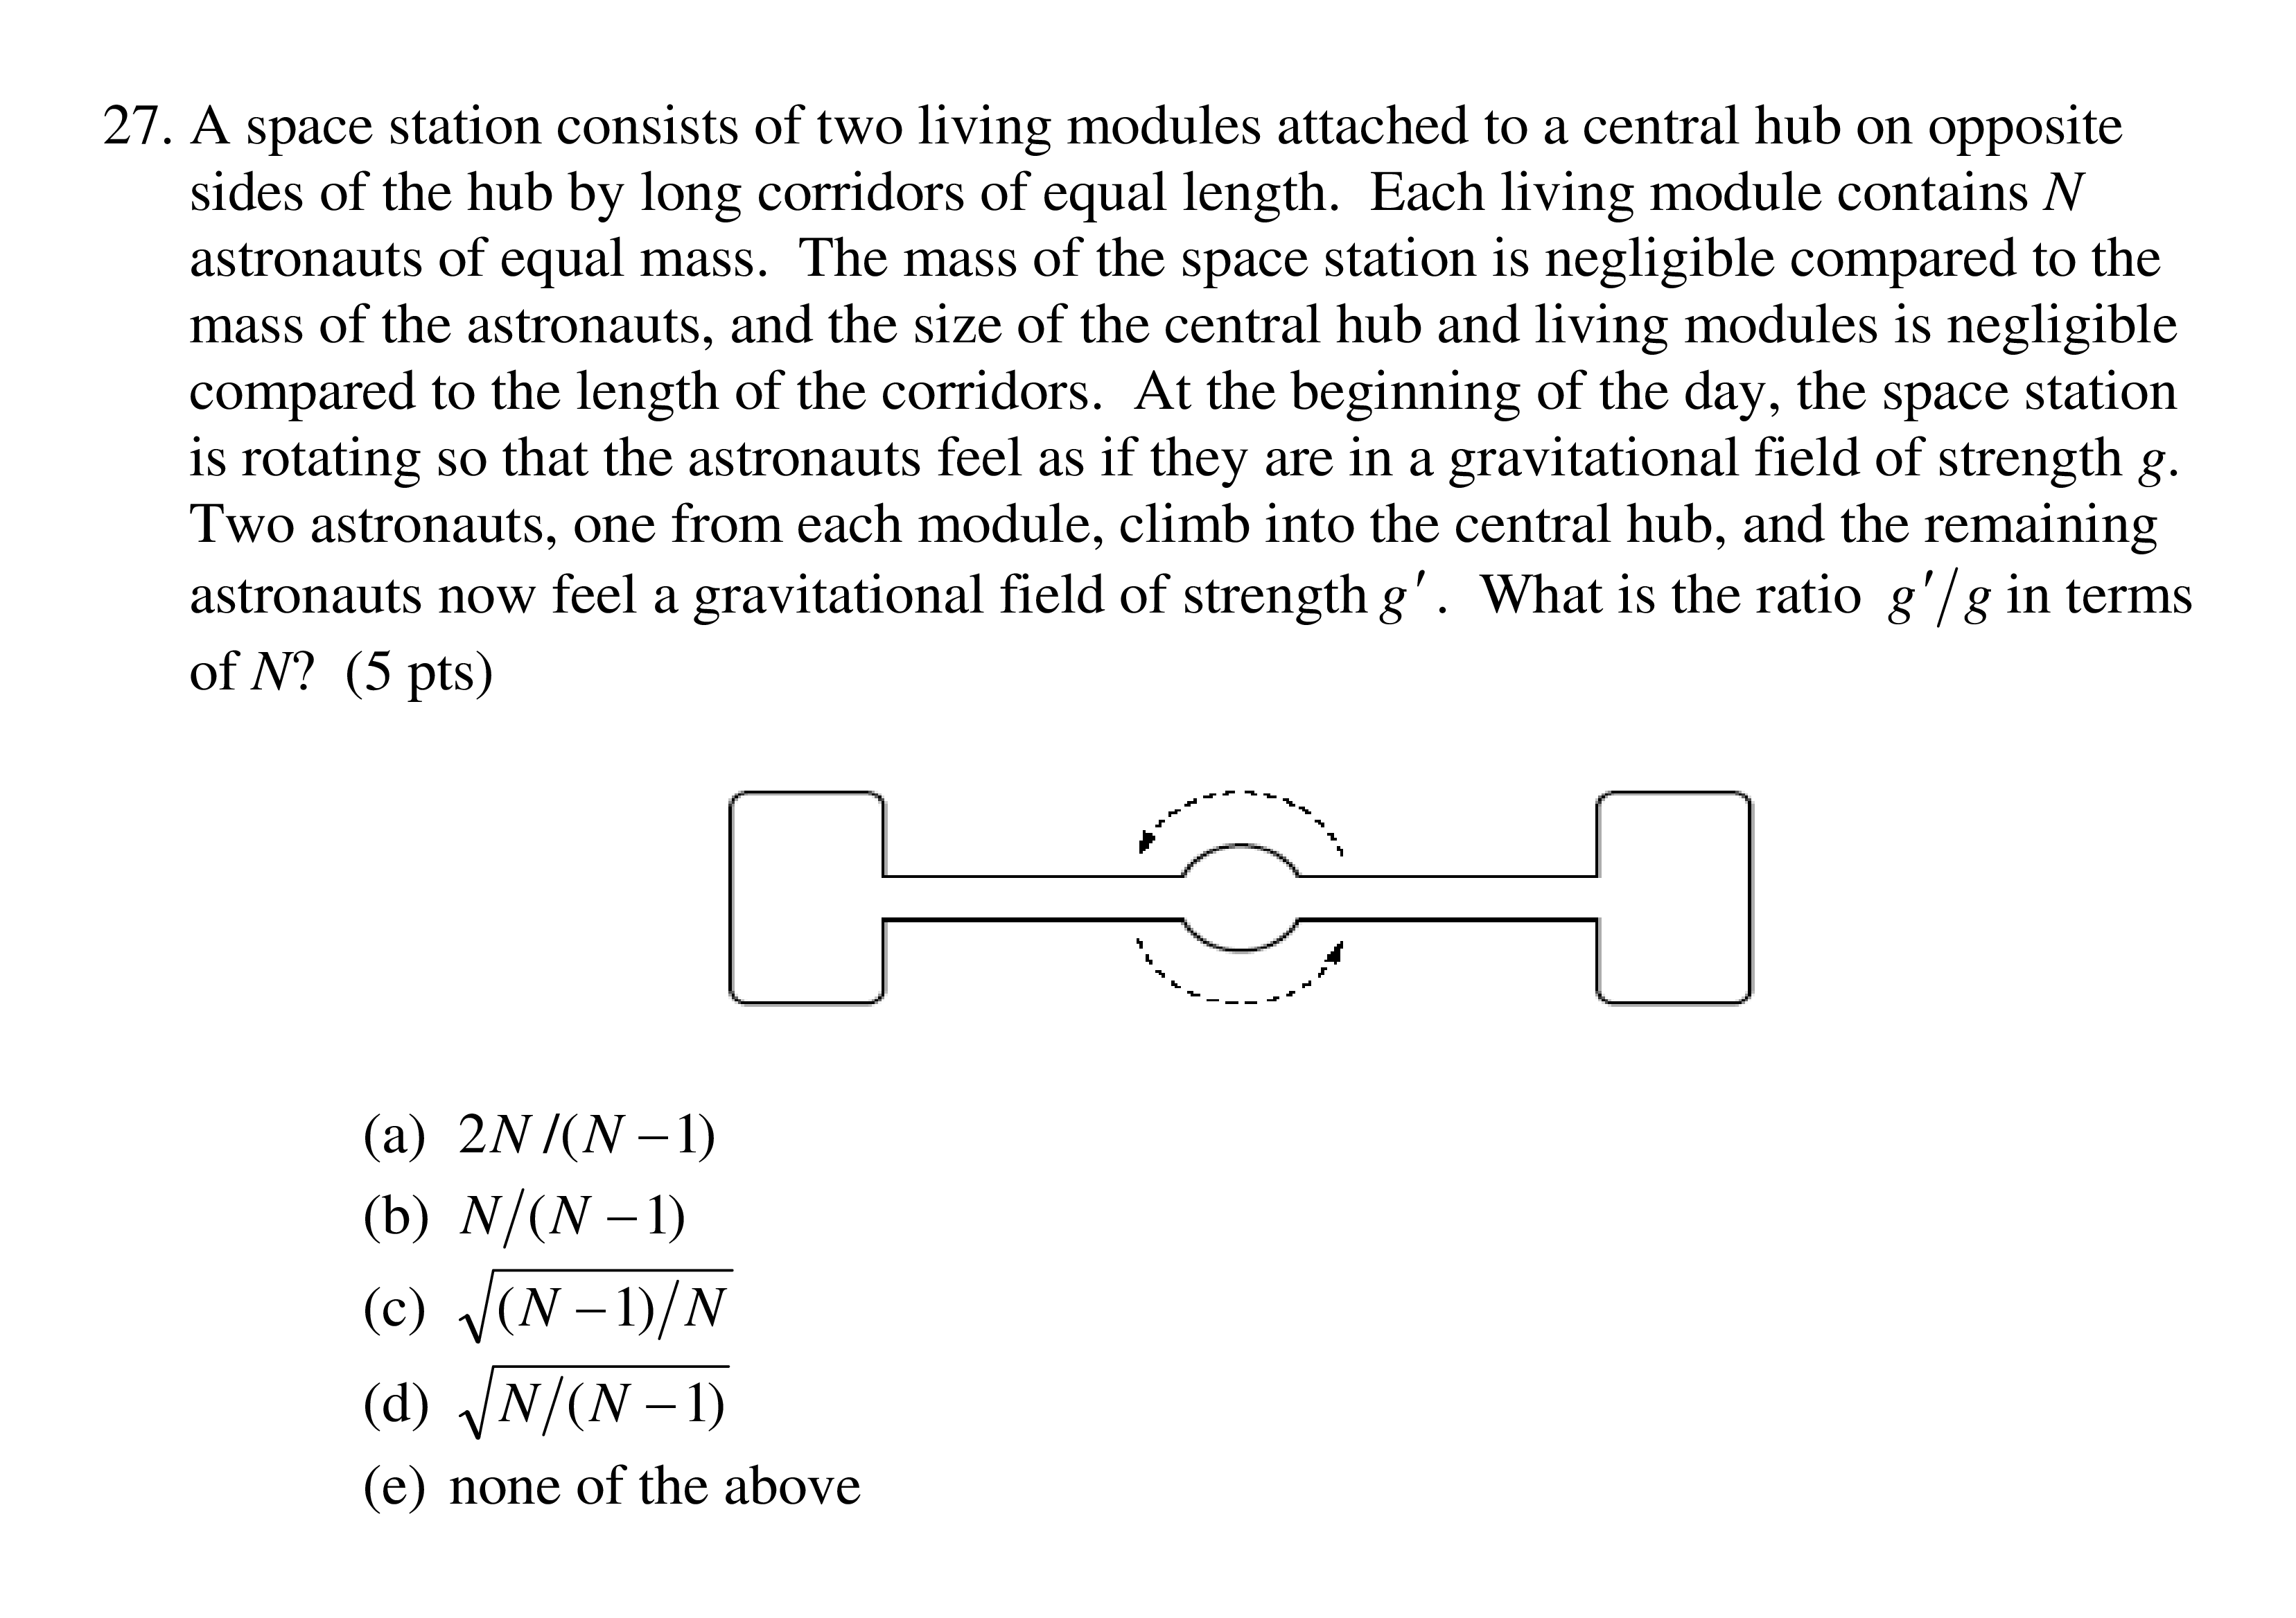 27. A space station consists of two living modules attached to a central hub on opposite
sides of the hub by long corridors of equal length. Each living module contains N
astronauts of equal mass. The mass of the space station is negligible compared to the
mass of the astronauts, and the size of the central hub and living modules is negligible
compared to the length of the corridors. At the beginning of the day, the space station
is rotating so that the astronauts feel as if they are in a gravitational field of strength g.
Two astronauts, one from each module, climb into the central hub, and the remaining
astronauts now feel a gravitational field of strength g′. What is the ratio g′/g in terms
of N? (5 pts)
(a) 2N/(N−1)
(b) N/(N−1)
(c) √(N−1)/N
(d) √N/(N−1)
(e) none of the above